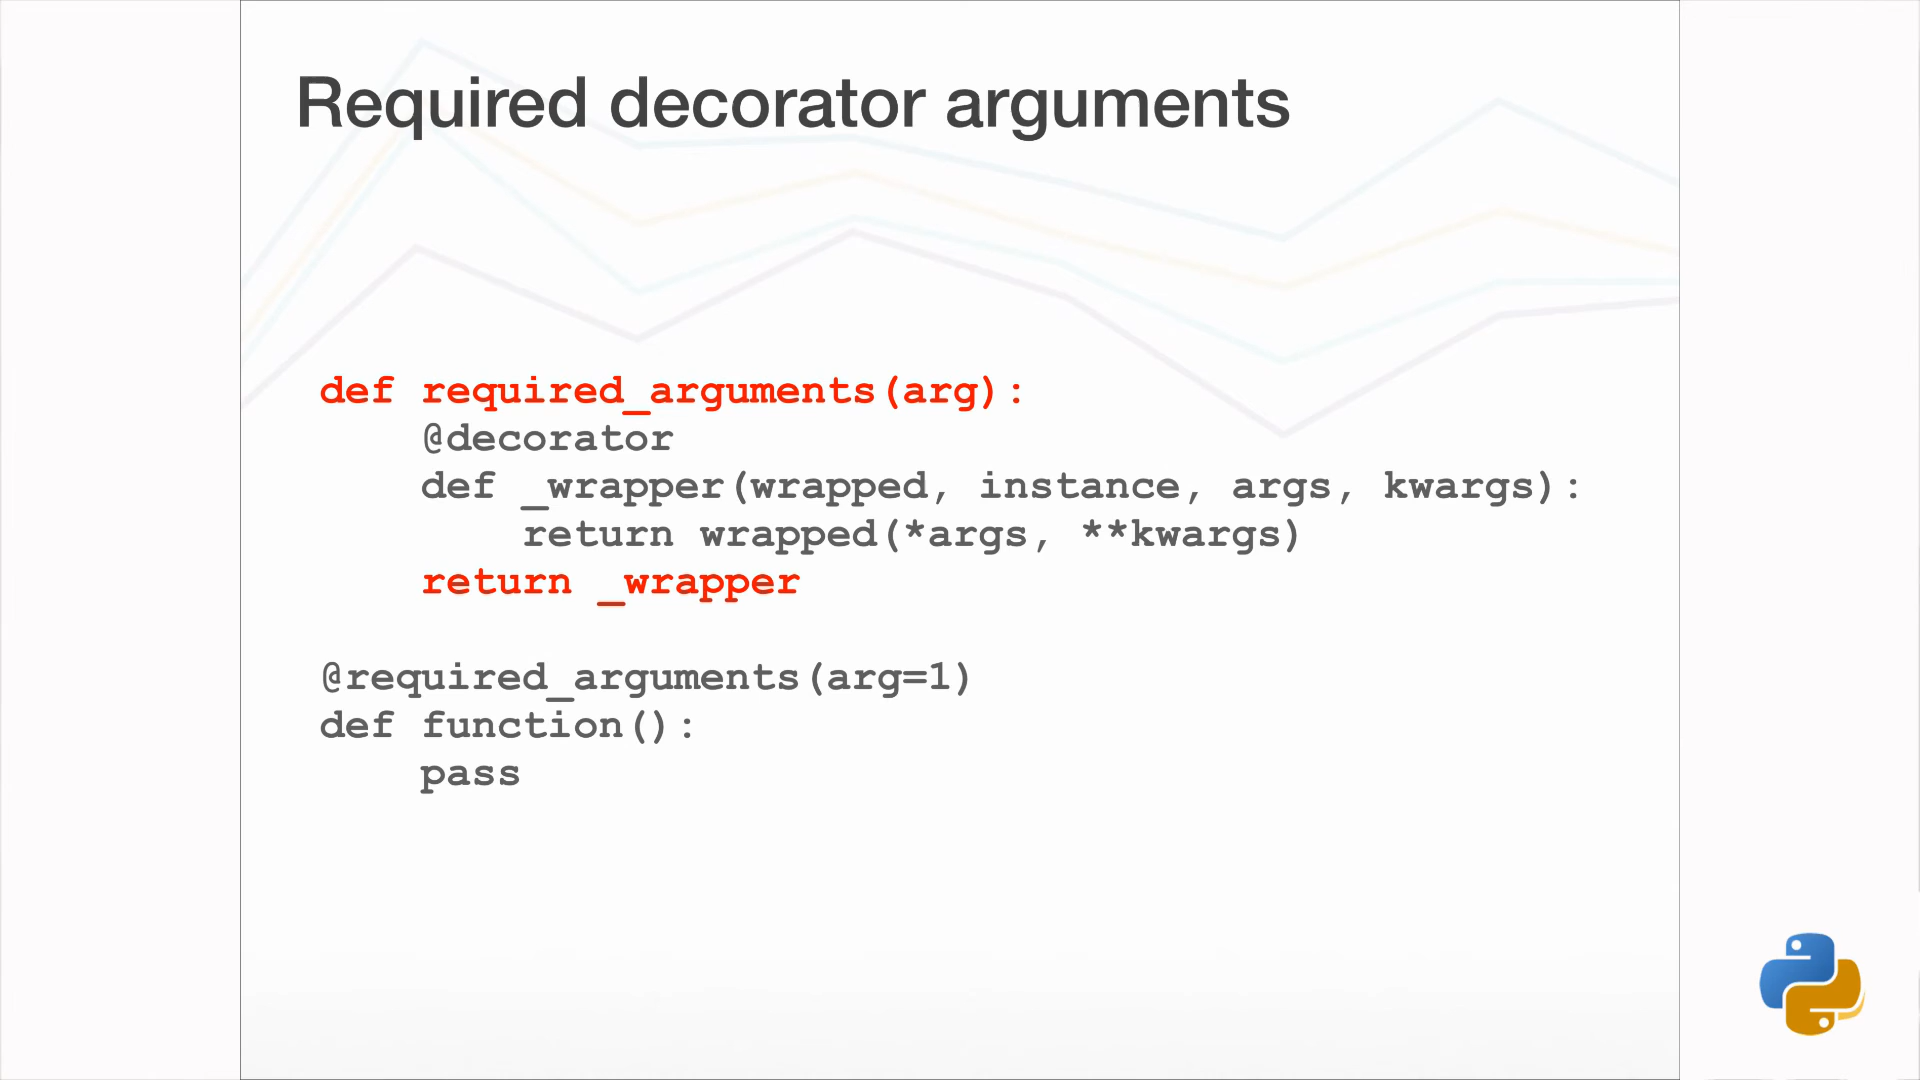 Required decorator arguments
def required_arguments(arg):
    @decorator
    def _wrapper(wrapped, instance, args, kwargs):
        return wrapped(*args, **kwargs)
    return _wrapper
@required_arguments(arg=1)
def function():
    pass